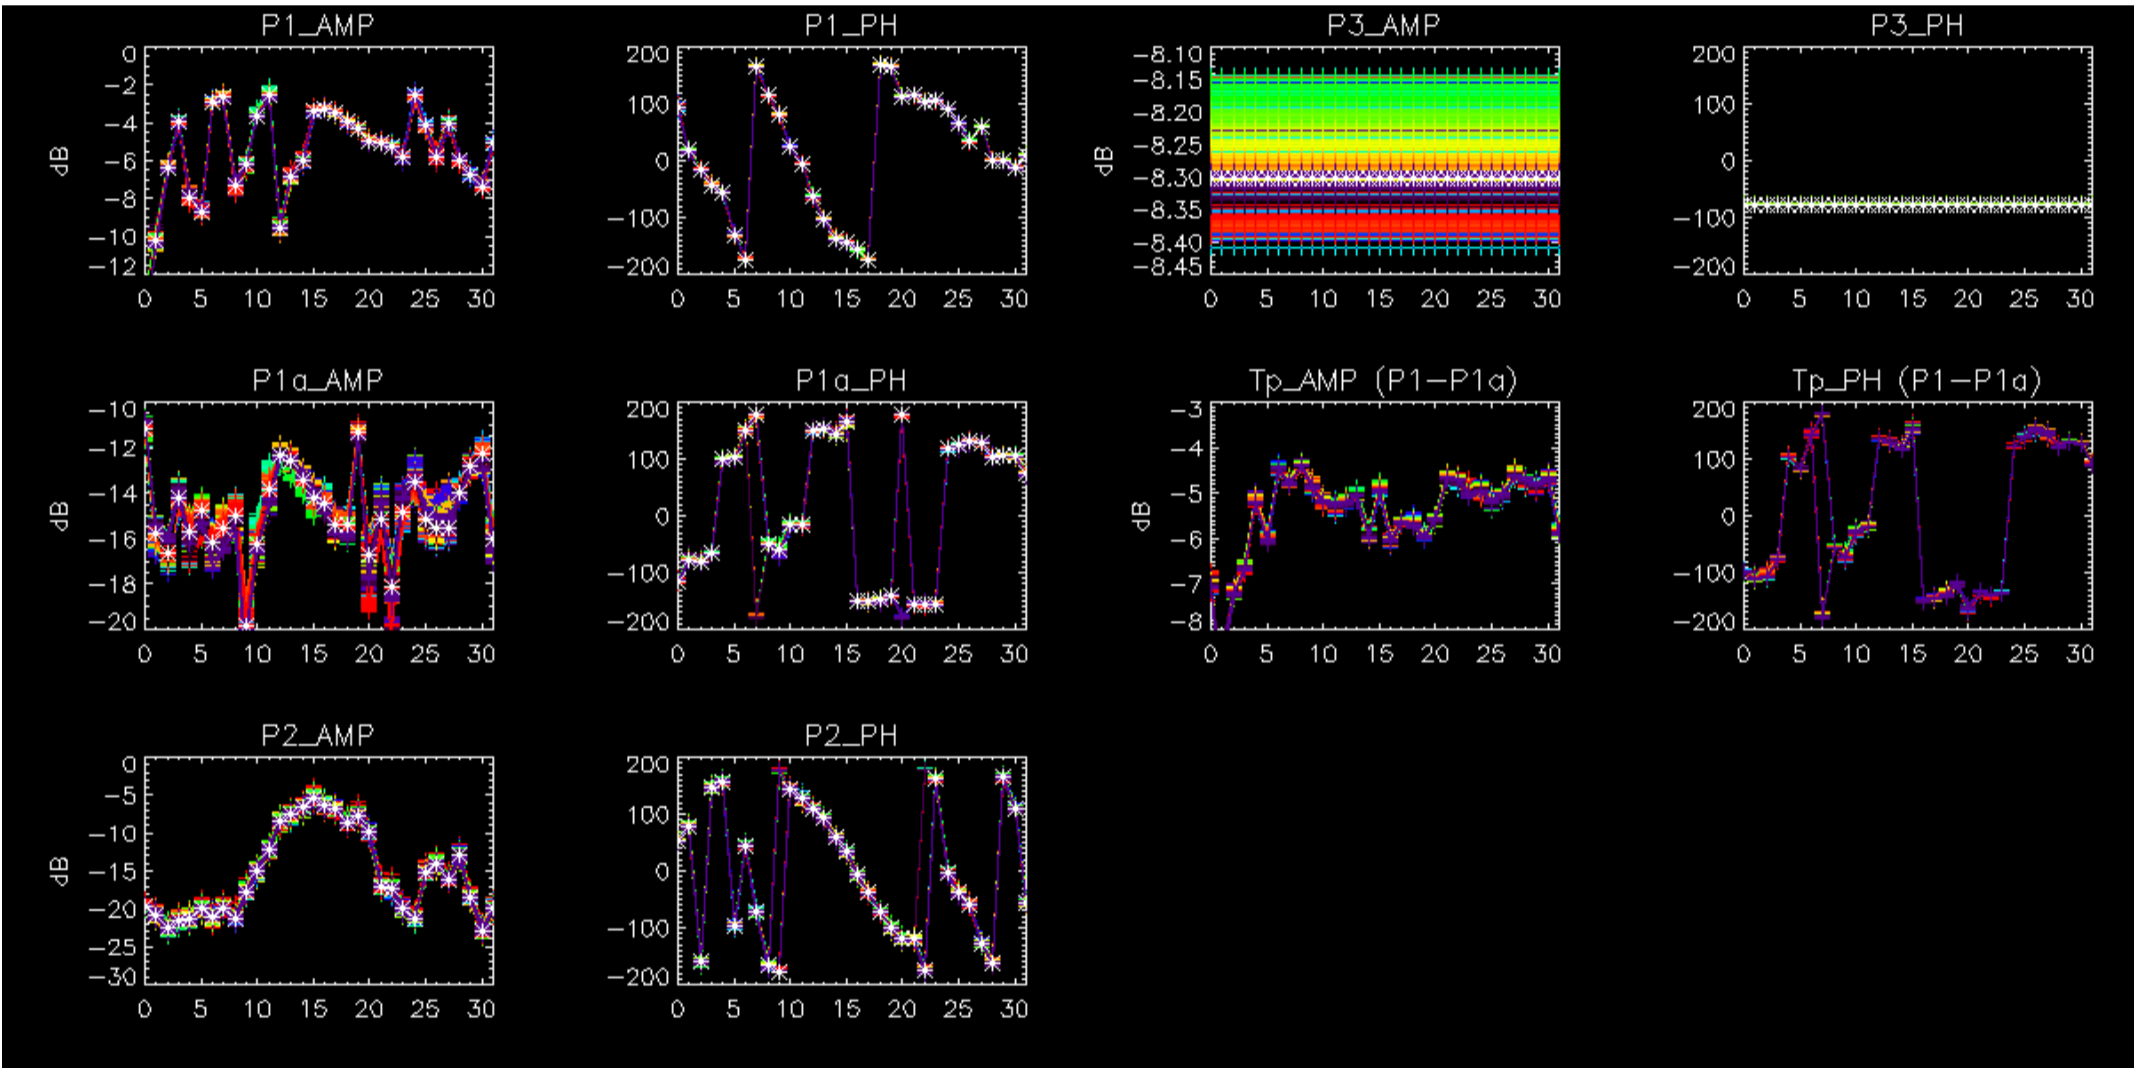 P1_AMP
P1_PH
P3_AMP
P3_PH
0
-2
-4
-6
-8
-10
-12
dB
0 5 10 15 20 25 30
200
100
0
-100
-200
0 5 10 15 20 25 30
-8.10
-8.15
-8.20
-8.25
-8.30
-8.35
-8.40
-8.45
dB
0 5 10 15 20 25 30
200
100
0
-100
-200
0 5 10 15 20 25 30
P1a_AMP
P1a_PH
Tp_AMP (P1-P1a)
Tp_PH (P1-P1a)
-10
-12
-14
-16
-18
-20
dB
0 5 10 15 20 25 30
200
100
0
-100
-200
0 5 10 15 20 25 30
-3
-4
-5
-6
-7
-8
dB
0 5 10 15 20 25 30
200
100
0
-100
-200
0 5 10 15 20 25 30
P2_AMP
P2_PH
0
-5
-10
-15
-20
-25
-30
dB
0 5 10 15 20 25 30
200
100
0
-100
-200
0 5 10 15 20 25 30